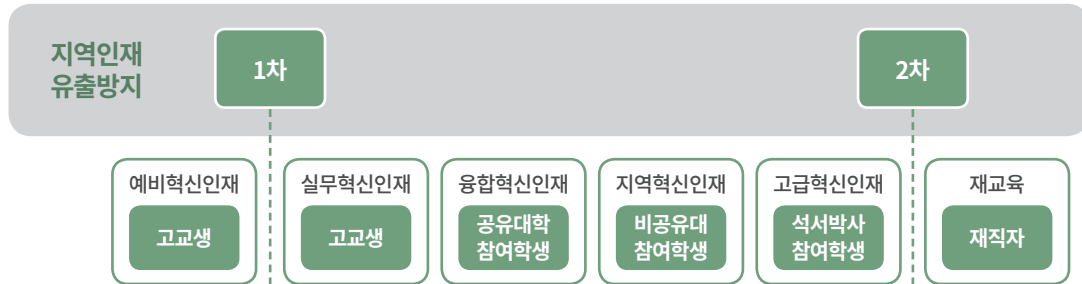 지역인재
유출방지
1차
2차
예비혁신인재
고교생
실무혁신인재
고교생
융합혁신인재
공유대학
참여학생
지역혁신인재
비공유대
참여학생
고급혁신인재
석서박사
참여학생
재교육
재직자